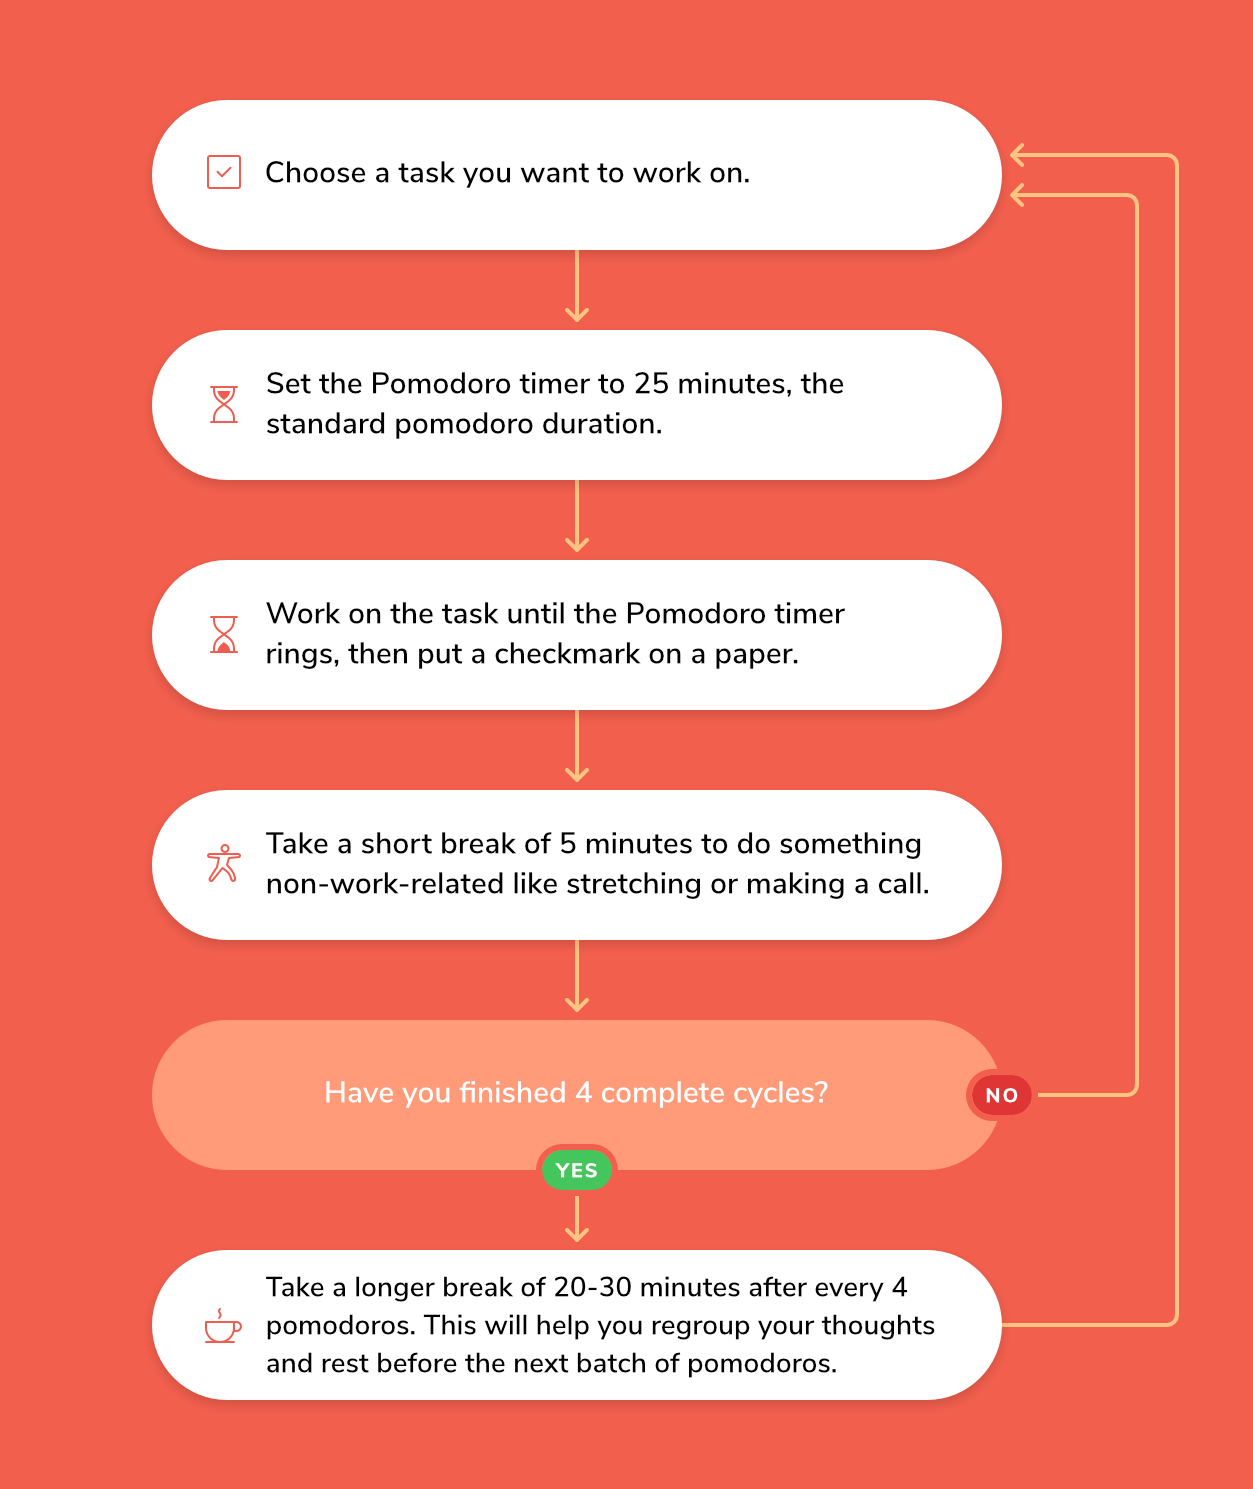 Choose a task you want to work on.
Set the Pomodoro timer to 25 minutes, the
standard pomodoro duration.
Work on the task until the Pomodoro timer
rings, then put a checkmark on a paper.
Take a short break of 5 minutes to do something
non-work-related like stretching or making a call.
Have you finished 4 complete cycles?
NO
YES
Take a longer break of 20-30 minutes after every 4
pomodoros. This will help you regroup your thoughts
and rest before the next batch of pomodoros.